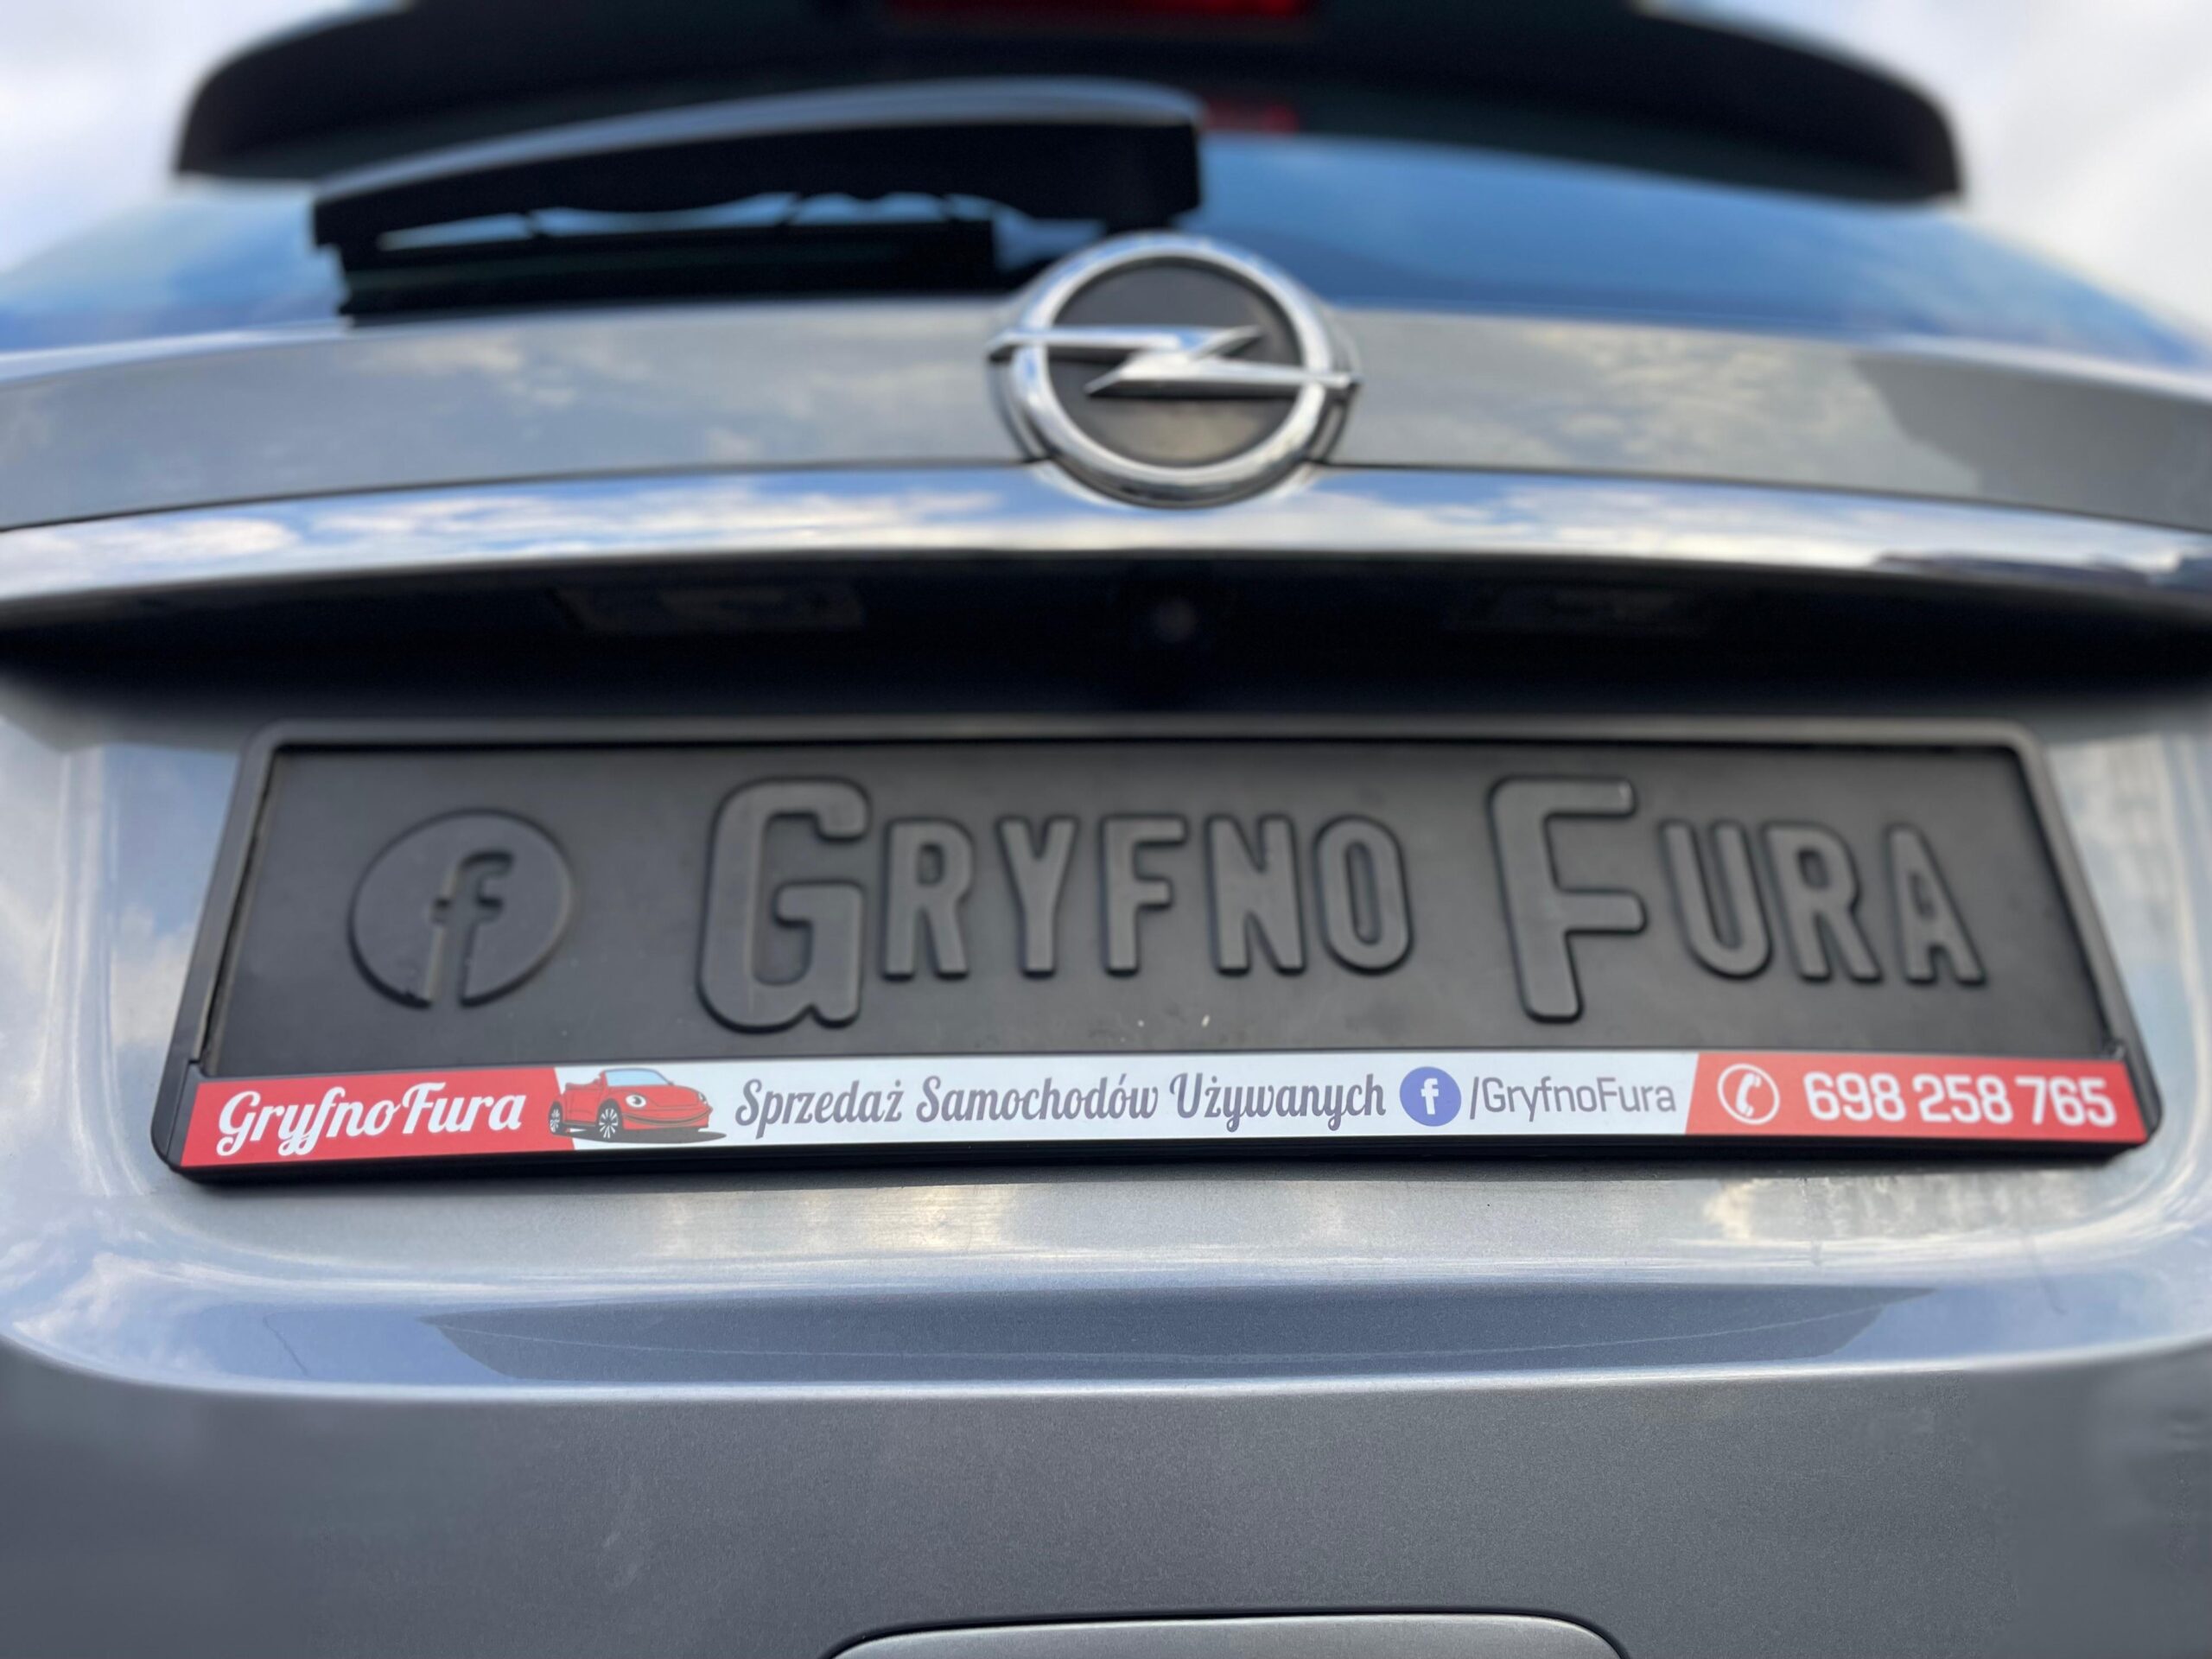 f GRYFNO FURA
GryfnoFura Sprzedaż Samochodów Używanych f /GryfnoFura 698 258 765